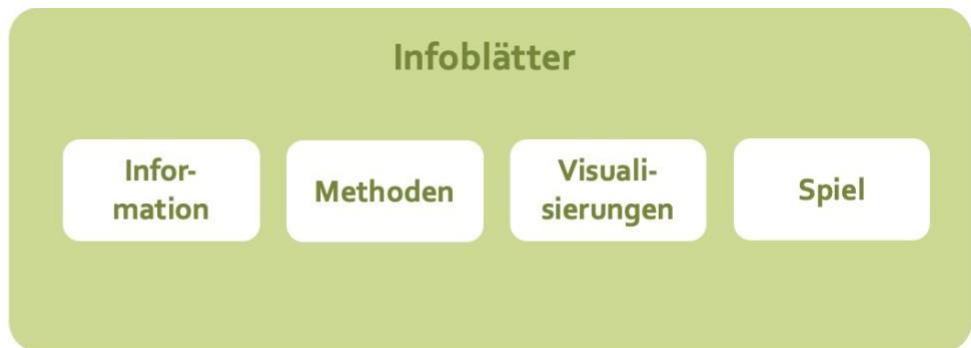 Infoblätter
Infor-
mation
Methoden
Visuali-
sierungen
Spiel